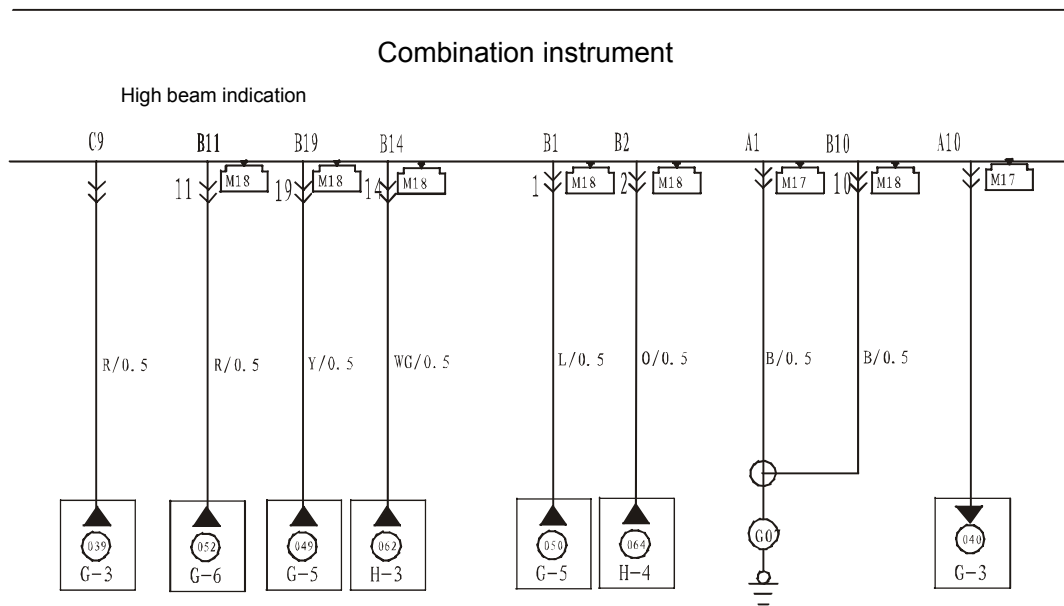 Combination instrument
High beam indication
C9 B11 B19 B14 B1 B2 A1 B10 A10
11 M18 19 M18 14 M18 1 M18 2 M18 M17 10 M18 M17
R/0.5 R/0.5 Y/0.5 WG/0.5 L/0.5 O/0.5 B/0.5 B/0.5
039 052 049 062 050 064 G07 040
G-3 G-6 G-5 H-3 G-5 H-4 G-3